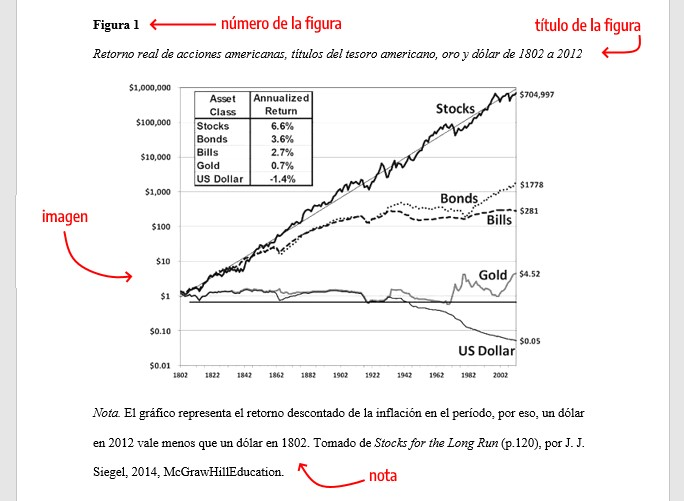 Figura 1
número de la figura
título de la figura
Retorno real de acciones americanas, títulos del tesoro americano, oro y dólar de 1802 a 2012
$1,000,000
$100,000
$10,000
$1,000
$100
$10
$1
$0.10
$0.01
Asset Class
Annualized Return
Stocks 6.6%
Bonds 3.6%
Bills 2.7%
Gold 0.7%
US Dollar -1.4%
Stocks
$704,997
Bonds
$1778
Bills
$281
Gold
$4.52
US Dollar
$0.05
imagen
1802 1822 1842 1862 1882 1902 1922 1942 1962 1982 2002
Nota. El gráfico representa el retorno descontado de la inflación en el período, por eso, un dólar
en 2012 vale menos que un dólar en 1802. Tomado de Stocks for the Long Run (p.120), por J. J.
Siegel, 2014, McGrawHillEducation.
nota